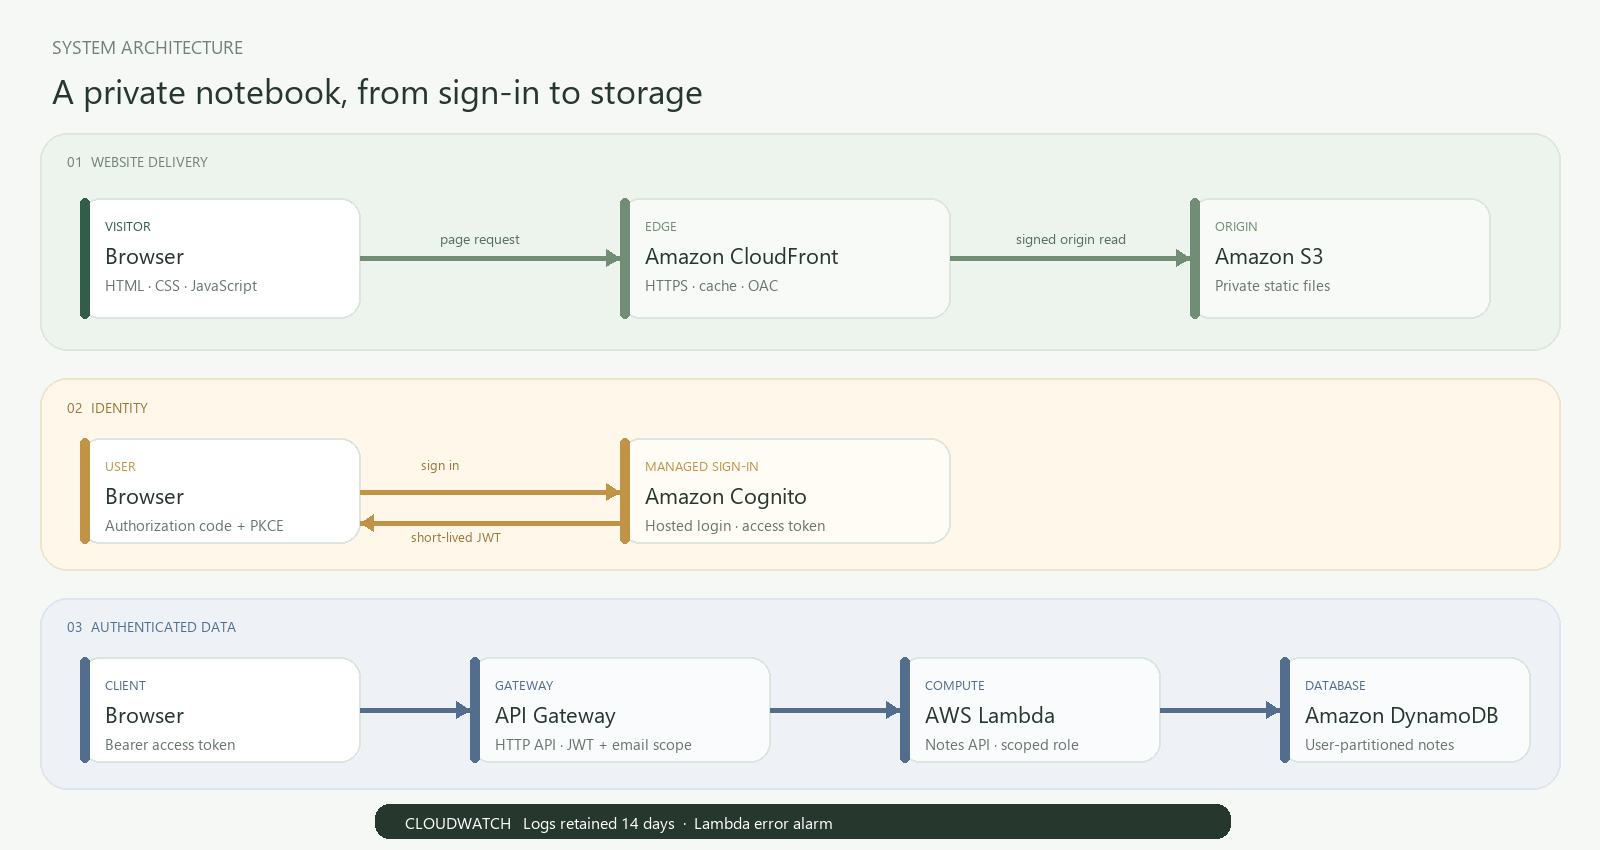 SYSTEM ARCHITECTURE
A private notebook, from sign-in to storage
01 WEBSITE DELIVERY
VISITOR
Browser
HTML · CSS · JavaScript
page request
EDGE
Amazon CloudFront
HTTPS · cache · OAC
signed origin read
ORIGIN
Amazon S3
Private static files
02 IDENTITY
USER
Browser
Authorization code + PKCE
sign in
short-lived JWT
MANAGED SIGN-IN
Amazon Cognito
Hosted login · access token
03 AUTHENTICATED DATA
CLIENT
Browser
Bearer access token
GATEWAY
API Gateway
HTTP API · JWT + email scope
COMPUTE
AWS Lambda
Notes API · scoped role
DATABASE
Amazon DynamoDB
User-partitioned notes
CLOUDWATCH Logs retained 14 days · Lambda error alarm